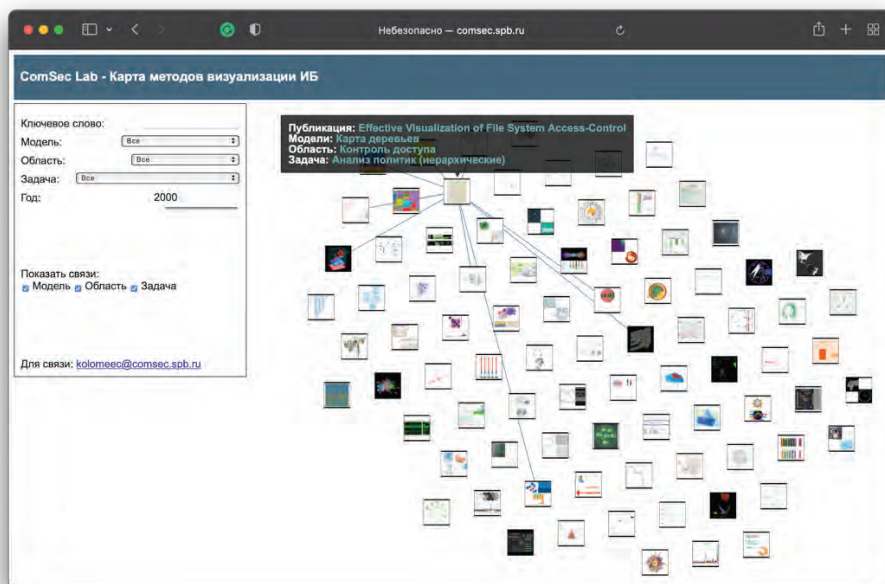 Небезопасно — comsec.spb.ru
ComSec Lab - Карта методов визуализации ИБ
Ключевое слово:
Модель: Все
Область: Все
Задача: Все
Год: 2000
Показать связи:
Модель Область Задача
Для связи: kolomeec@comsec.spb.ru
Публикация: Effective Visualization of File System Access-Control
Модели: Карта деревьев
Область: Контроль доступа
Задача: Анализ политик (иерархические)